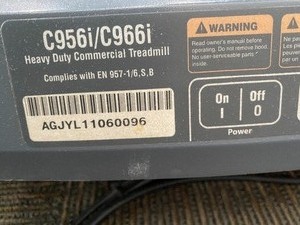 C956i/C966i
Heavy Duty Commercial Treadmill
Complies with EN 957-1/6,S,B
AGJYL11060096
WARNING
Read owner's manual before
operating. Do not remove hood.
No user serviceable parts
On Off
I O
Power